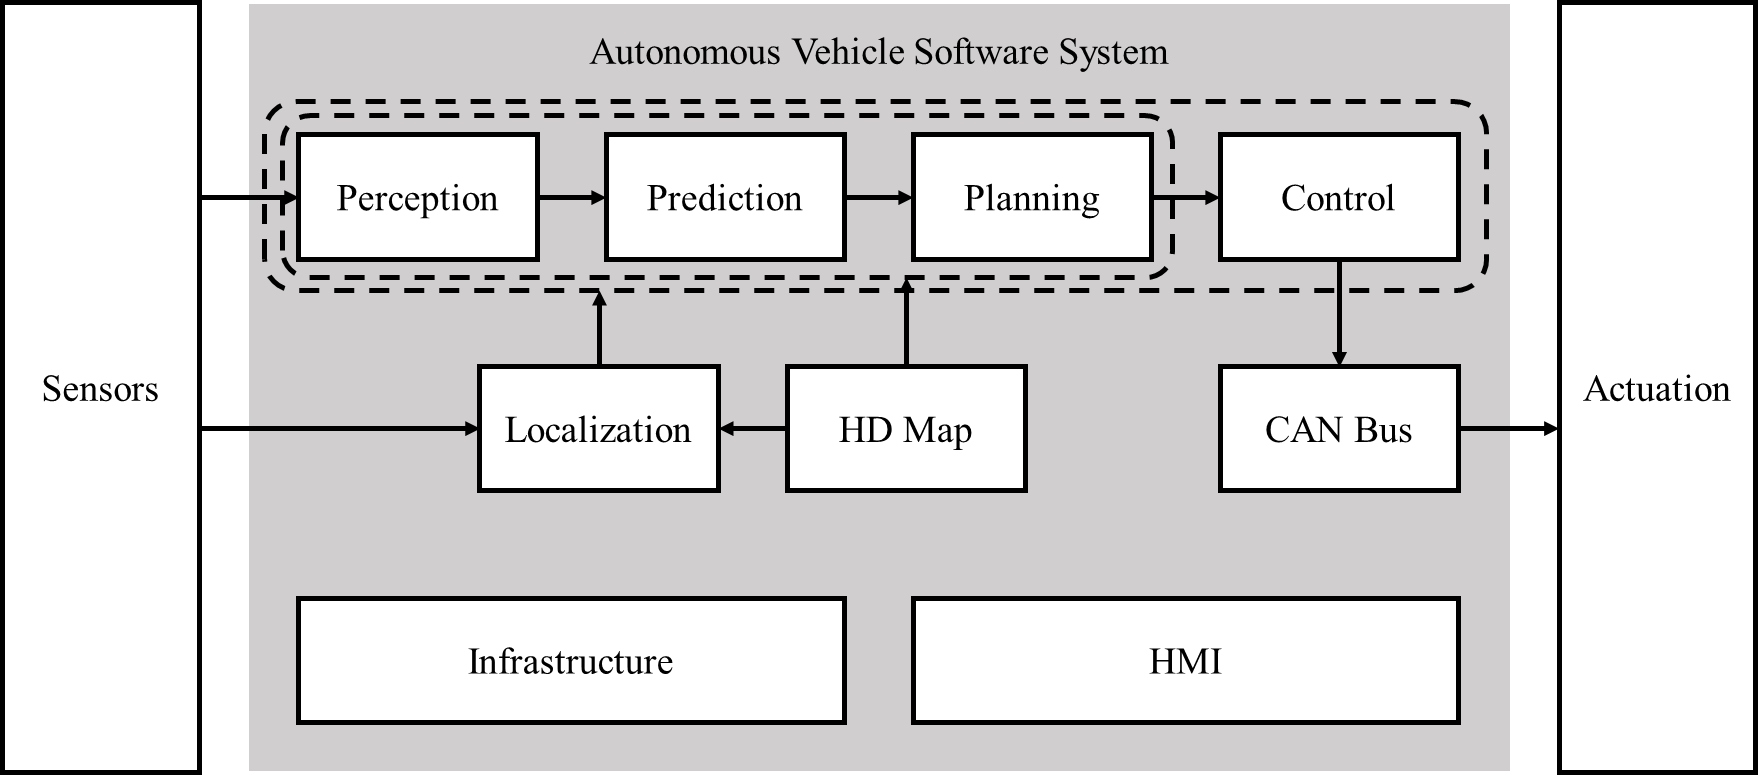 Autonomous Vehicle Software System
Perception
Prediction
Planning
Control
Sensors
Localization
HD Map
CAN Bus
Actuation
Infrastructure
HMI